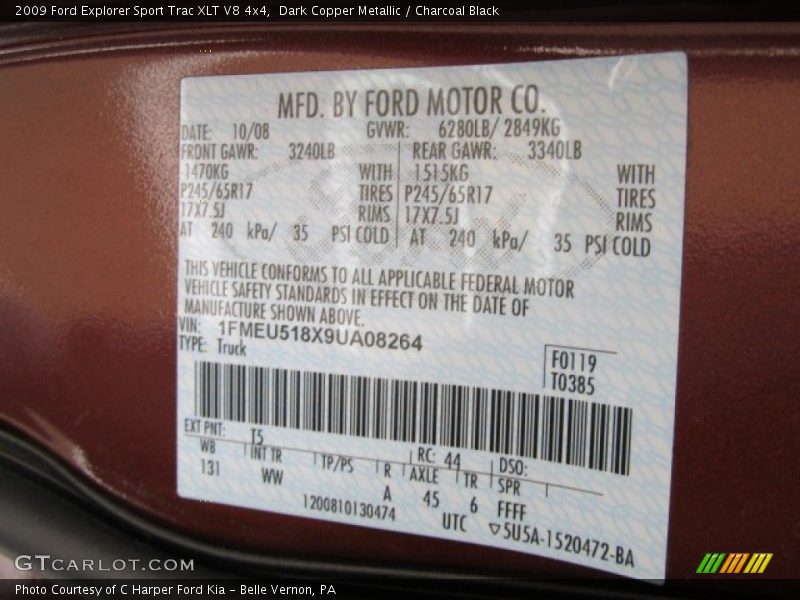 2009 Ford Explorer Sport Trac XLT V8 4x4, Dark Copper Metallic / Charcoal Black
MFD. BY FORD MOTOR CO.
DATE: 10/08 GVWR: 6280LB/ 2849KG
FRONT GAWR: 3240LB REAR GAWR: 3340LB
1470KG WITH 1515KG WITH
P245/65R17 TIRES P245/65R17 TIRES
17X7.5J RIMS 17X7.5J RIMS
AT 240 kPa/ 35 PSI COLD AT 240 kPa/ 35 PSI COLD
THIS VEHICLE CONFORMS TO ALL APPLICABLE FEDERAL MOTOR
VEHICLE SAFETY STANDARDS IN EFFECT ON THE DATE OF
MANUFACTURE SHOWN ABOVE.
VIN: 1FMEU518X9UA08264
TYPE: Truck
F0119
T0385
EXT PNT: T5 RC: 44 DSO:
WB INT TR TP/PS R AXLE TR SPR
131 WW A 45 6 FFFF
1200810130474 UTC ▽5U5A-1520472-BA
GTCARLOT.COM
Photo Courtesy of C Harper Ford Kia – Belle Vernon, PA